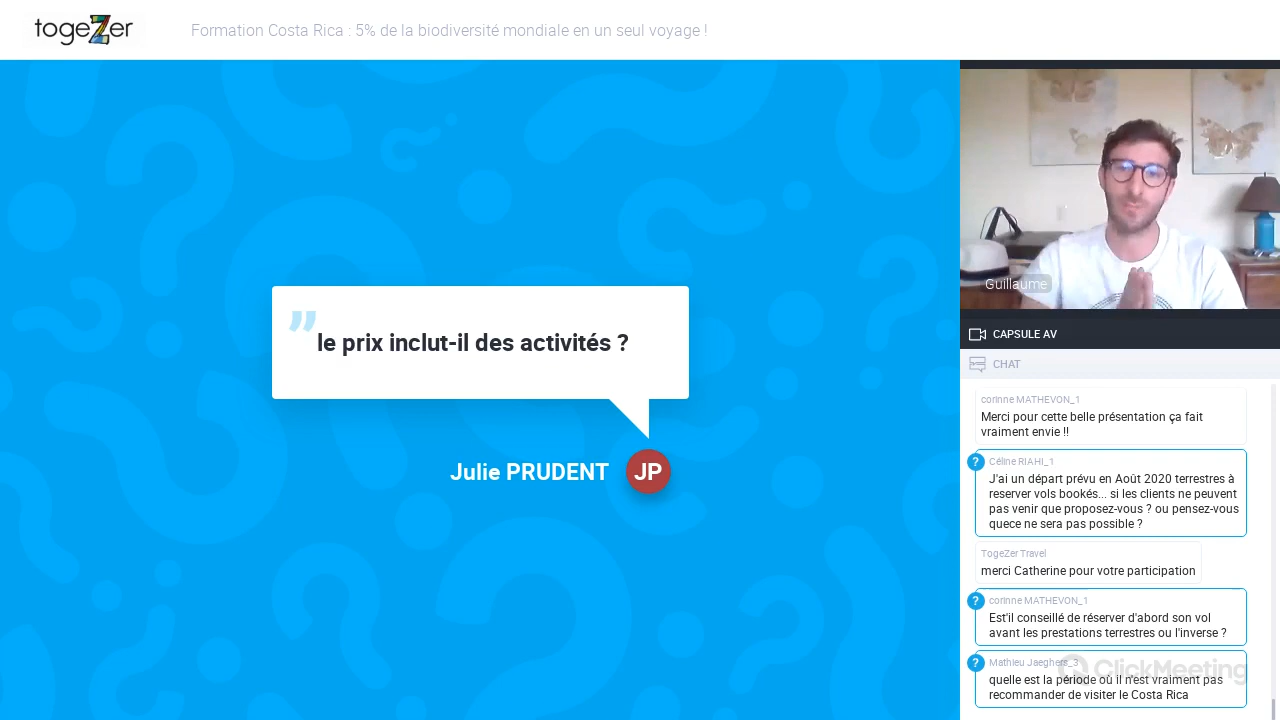 togeZer
Formation Costa Rica : 5% de la biodiversité mondiale en un seul voyage !
le prix inclut-il des activités ?
Julie PRUDENT
JP
Guillaume
CAPSULE AV
CHAT
corinne MATHEVON_1
Merci pour cette belle présentation ça fait
vraiment envie !!
?
Céline RIAHI_1
J'ai un départ prévu en Août 2020 terrestres à
reserver vols bookés... si les clients ne peuvent
pas venir que proposez-vous ? ou pensez-vous
quece ne sera pas possible ?
TogeZer Travel
merci Catherine pour votre participation
?
corinne MATHEVON_1
Est'il conseillé de réserver d'abord son vol
avant les prestations terrestres ou l'inverse ?
?
Mathieu Jaeghers_3
ClickMeeting
quelle est la période où il n'est vraiment pas
recommander de visiter le Costa Rica